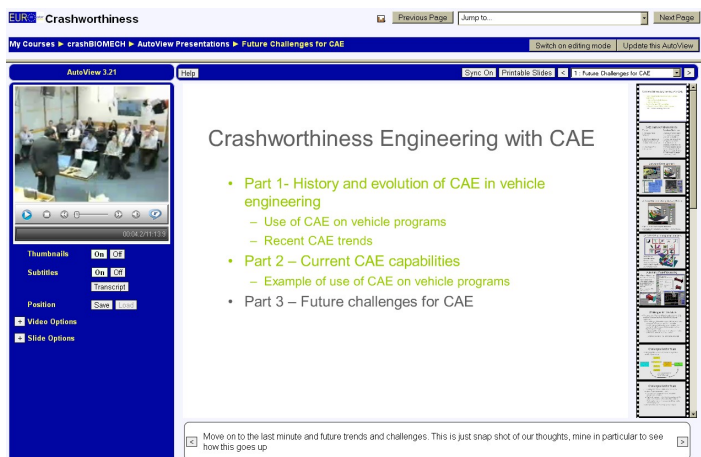 EURO Crashworthiness
Previous Page Jump to... Next Page
My Courses ► crashBIOMECH ► AutoView Presentations ► Future Challenges for CAE
Switch on editing mode Update this AutoView
AutoView 3.21
Help
Sync On Printable Slides < 1 : Future Challenges for CAE >
Crashworthiness Engineering with CAE
• Part 1- History and evolution of CAE in vehicle
engineering
– Use of CAE on vehicle programs
– Recent CAE trends
• Part 2 – Current CAE capabilities
– Example of use of CAE on vehicle programs
• Part 3 – Future challenges for CAE
00:04.2/11:13.9
Thumbnails On Off
Subtitles On Off
Transcript
Position Save Load
+ Video Options
+ Slide Options
< Move on to the last minute and future trends and challenges. This is just snap shot of our thoughts, mine in particular to see >
how this goes up